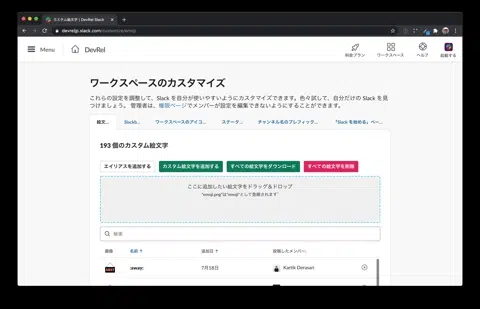 カスタム絵文字 | DevRel Slack
devreljp.slack.com/customize/emoji
Menu
DevRel
料金プラン
ワークスペース
ヘルプ
起動する
ワークスペースのカスタマイズ
これらの設定を調整して、Slack を自分が使いやすいようにカスタマイズできます。色々試して、自分だけの Slack を見
つけましょう。 管理者は、権限ページでメンバーが設定を編集できないようにすることができます。
絵文...
Slackb...
ワークスペースのアイコ...
ステータ...
チャンネル名のプレフィック...
「Slack を始める」ペー...
193 個のカスタム絵文字
エイリアスを追加する
カスタム絵文字を追加する
すべての絵文字をダウンロード
すべての絵文字を削除
ここに追加したい絵文字をドラッグ＆ドロップ
"emoji.png"は"emoji"として登録されます
検索
画像
名前 ↑
追加日 ↑
投稿したメンバー.
:away:
7月18日
Kartik Derasari